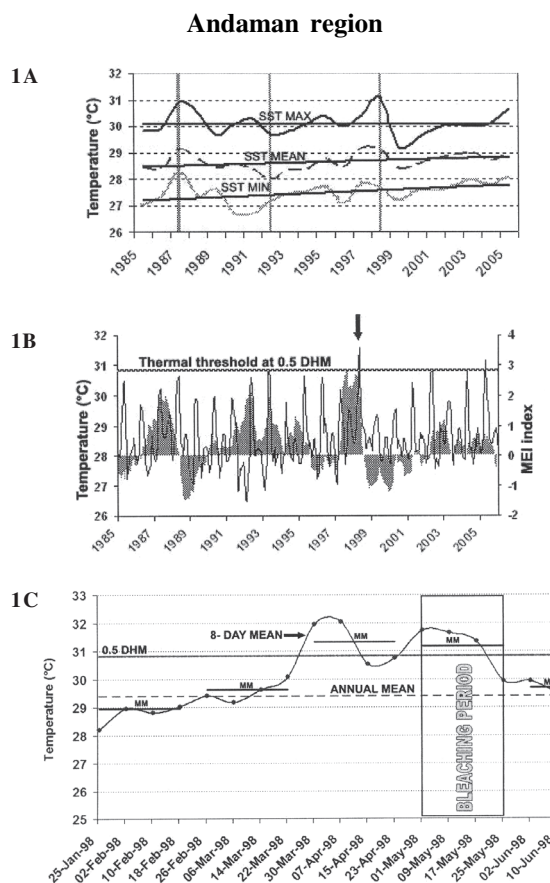 Andaman region
1A
32
31
30
29
28
27
26
Temperature (°C)
SST MAX
SST MEAN
SST MIN
1985
1987
1989
1991
1993
1995
1997
1999
2001
2003
2005
1B
32
31
30
29
28
27
26
Temperature (°C)
Thermal threshold at 0.5 DHM
4
3
2
1
0
-1
-2
MEI index
1985
1987
1989
1991
1993
1995
1997
1999
2001
2003
2005
1C
33
32
31
30
29
28
27
26
25
Temperature (°C)
8- DAY MEAN
0.5 DHM
MM
MM
MM
MM
MM
M
ANNUAL MEAN
BLEACHING PERIOD
25-Jan-98
02-Feb-98
10-Feb-98
18-Feb-98
26-Feb-98
06-Mar-98
14-Mar-98
22-Mar-98
30-Mar-98
07-Apr-98
15-Apr-98
23-Apr-98
01-May-98
09-May-98
17-May-98
25-May-98
02-Jun-98
10-Jun-98